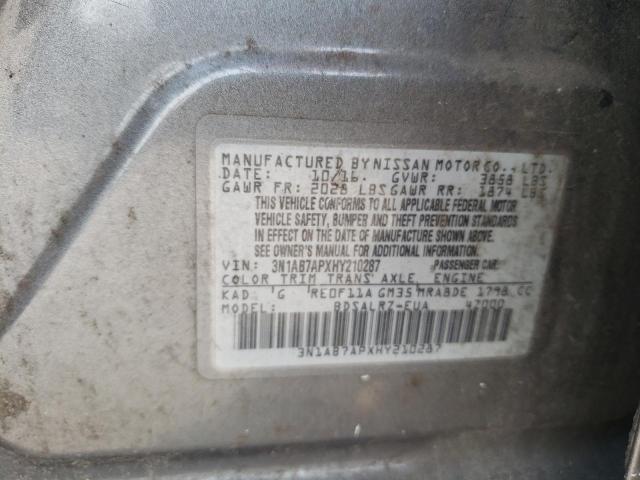 MANUFACTURED BY NISSAN MOTOR CO., LTD.
DATE: 10/16. GVWR: 3868 LBS
GAWR FR: 2028 LBS GAWR RR: 1874 LBS
THIS VEHICLE CONFORMS TO ALL APPLICABLE FEDERAL MOTOR
VEHICLE SAFETY, BUMPER AND THEFT PREVENTION STANDARDS
IN EFFECT ON THE DATE OF MANUFACTURE SHOWN ABOVE.
SEE OWNER'S MANUAL FOR ADDITIONAL INFORMATION.
VIN: 3N1AB7APXHY210287 PASSENGER CAR
COLOR TRIM TRANS AXLE ENGINE
KAD G RE0F11A GM35 MRA8DE 1798 CC
MODEL: BDSALRZ-EUA 47000
3N1AB7APXHY210287